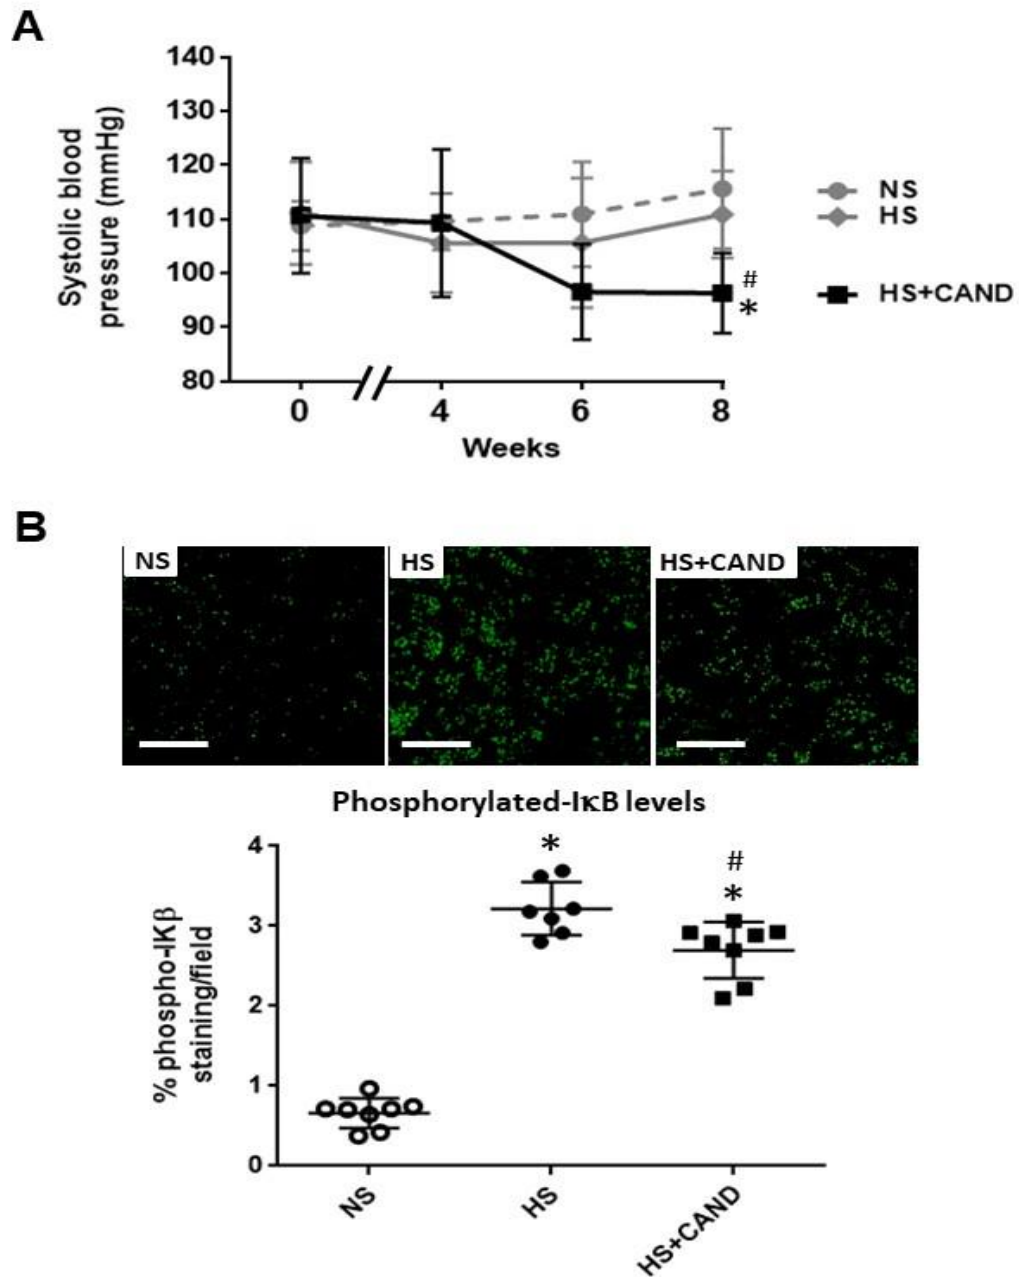 A
Systolic blood
pressure (mmHg)
140
130
120
110
100
90
80
0
4
6
8
Weeks
#
*
NS
HS
HS+CAND
B
NS
HS
HS+CAND
Phosphorylated-IκB levels
% phospho-IKβ
staining/field
4
3
2
1
0
*
#
*
NS
HS
HS+CAND